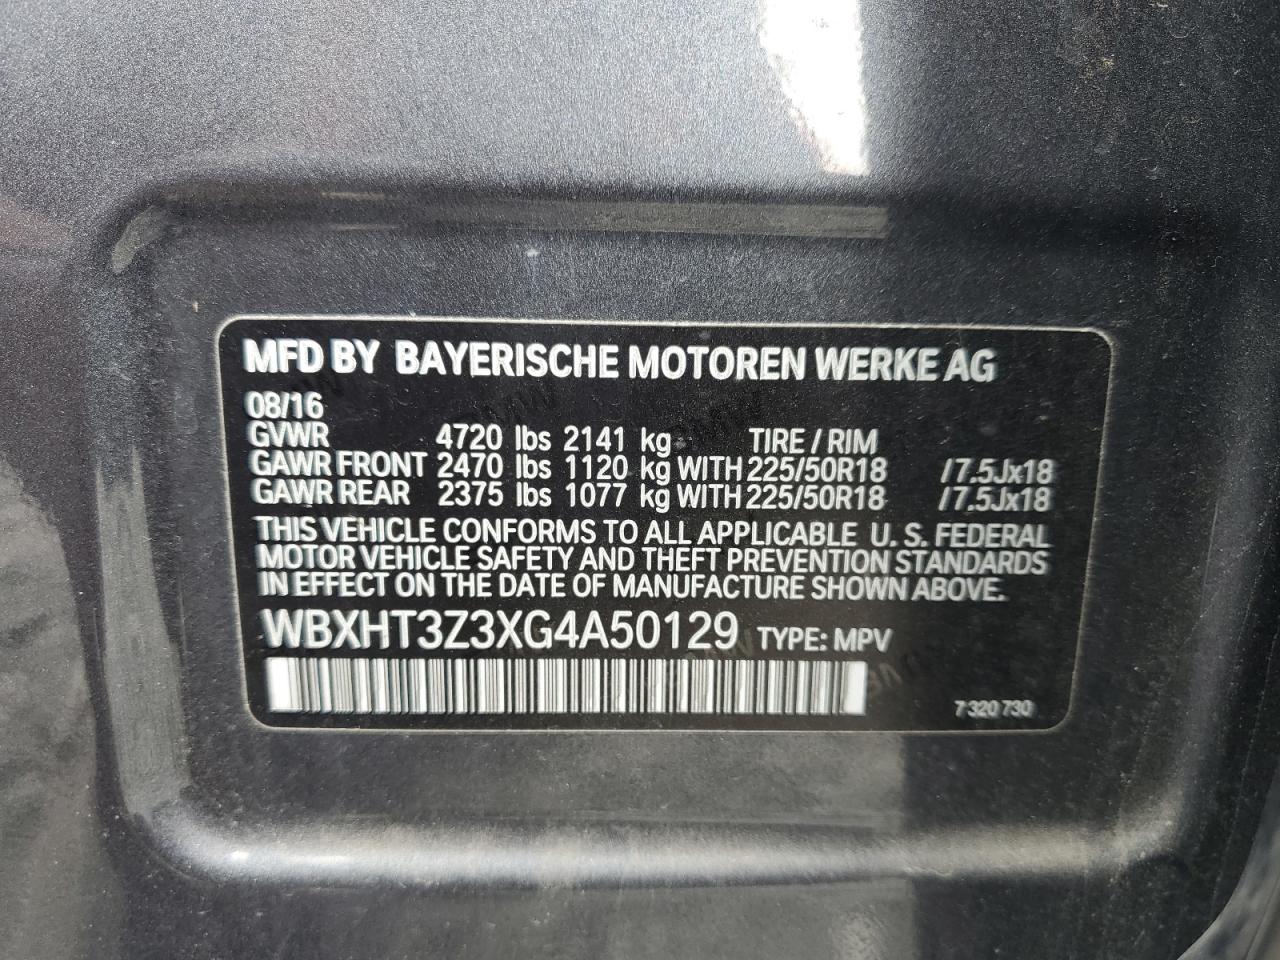 MFD BY BAYERISCHE MOTOREN WERKE AG
08/16
GVWR 4720 lbs 2141 kg TIRE / RIM
GAWR FRONT 2470 lbs 1120 kg WITH 225/50R18 /7.5Jx18
GAWR REAR 2375 lbs 1077 kg WITH 225/50R18 /7.5Jx18
THIS VEHICLE CONFORMS TO ALL APPLICABLE U. S. FEDERAL
MOTOR VEHICLE SAFETY AND THEFT PREVENTION STANDARDS
IN EFFECT ON THE DATE OF MANUFACTURE SHOWN ABOVE.
WBXHT3Z3XG4A50129 TYPE: MPV
7 320 730